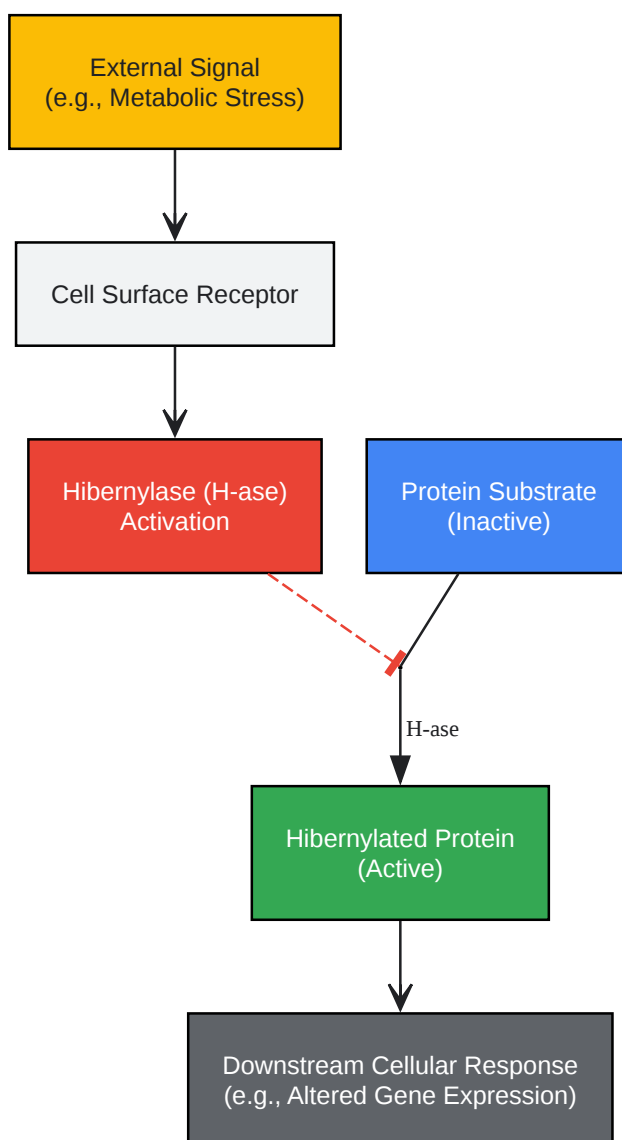 External Signal
(e.g., Metabolic Stress)
Cell Surface Receptor
Hibernylase (H-ase)
Activation
Protein Substrate
(Inactive)
H-ase
Hibernylated Protein
(Active)
Downstream Cellular Response
(e.g., Altered Gene Expression)